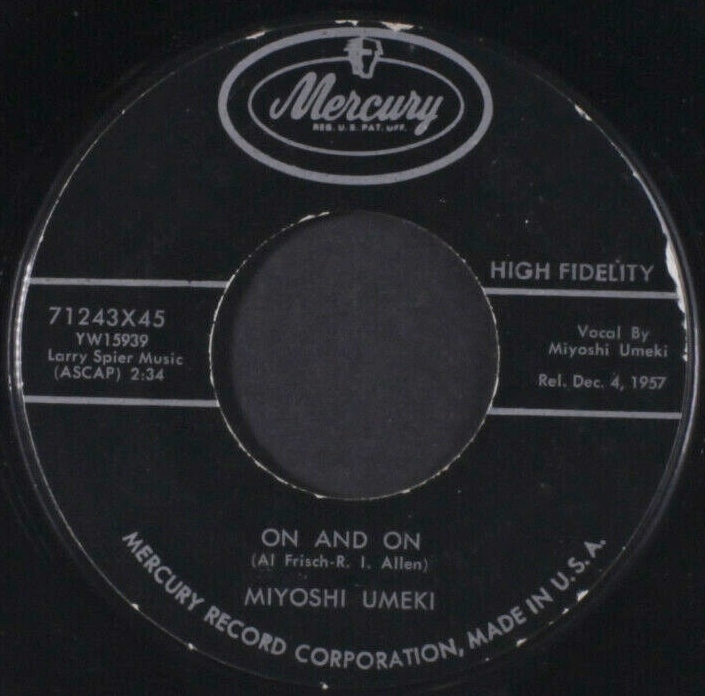 Mercury
REG. U.S. PAT. OFF.
HIGH FIDELITY
71243X45
YW15939
Larry Spier Music
(ASCAP) 2:34
Vocal By
Miyoshi Umeki
Rel. Dec. 4, 1957
ON AND ON
(Al Frisch-R. I. Allen)
MIYOSHI UMEKI
MERCURY RECORD CORPORATION, MADE IN U.S.A.